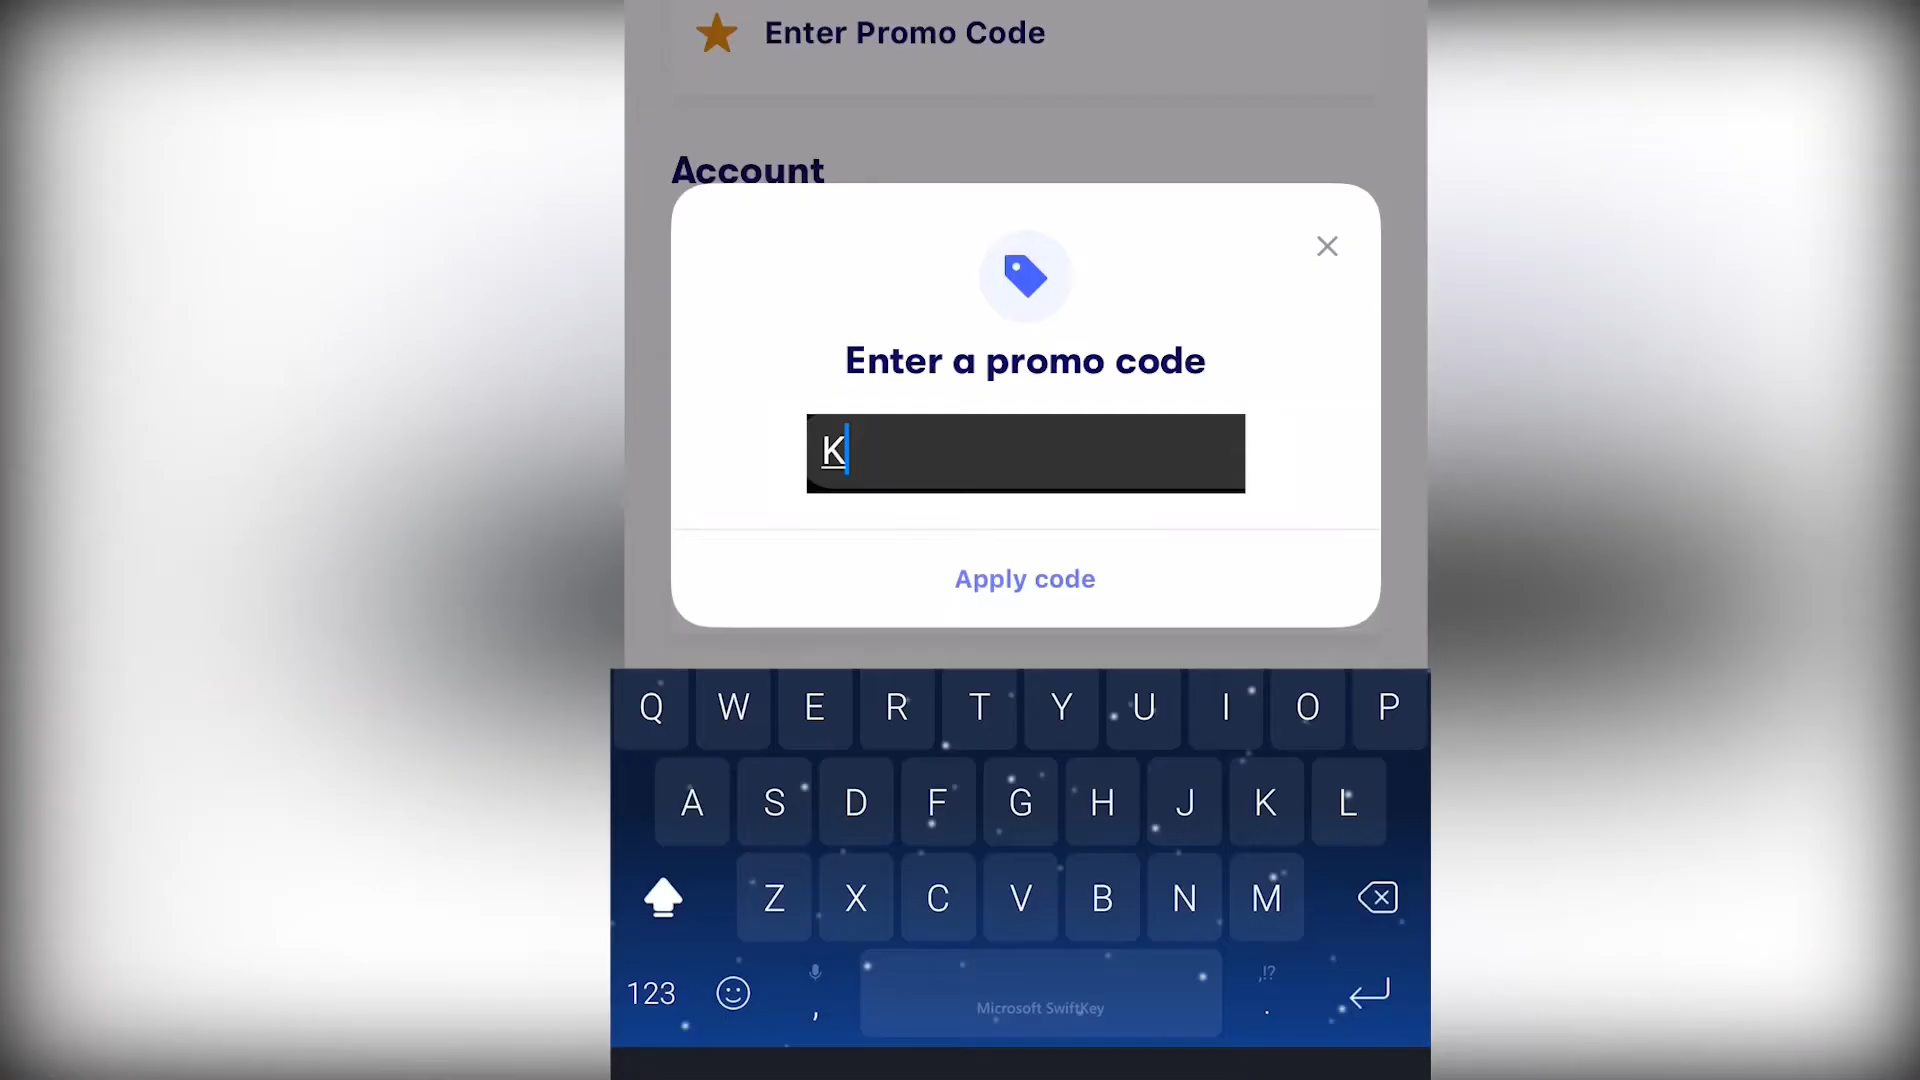 Enter Promo Code
Account
Enter a promo code
K
Apply code
Q W E R T Y U I O P
A S D F G H J K L
Z X C V B N M
123 , Microsoft SwiftKey ,!? .